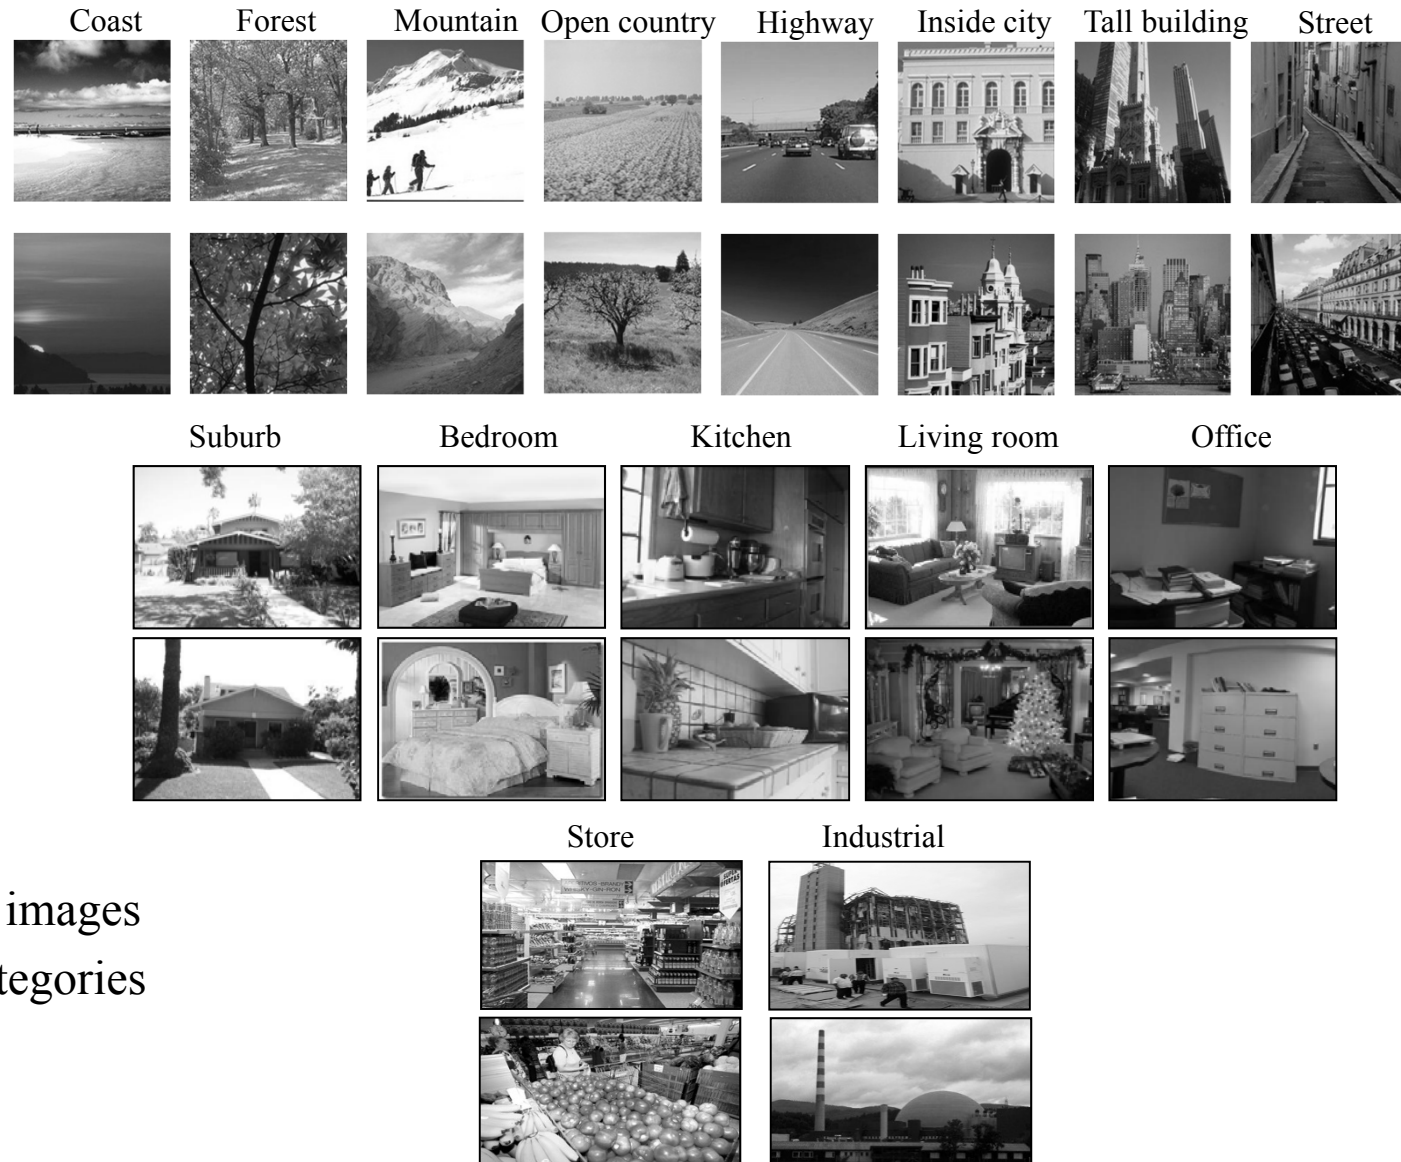 Coast Forest Mountain Open country Highway Inside city Tall building Street
Suburb Bedroom Kitchen Living room Office
Store Industrial
images
tegories